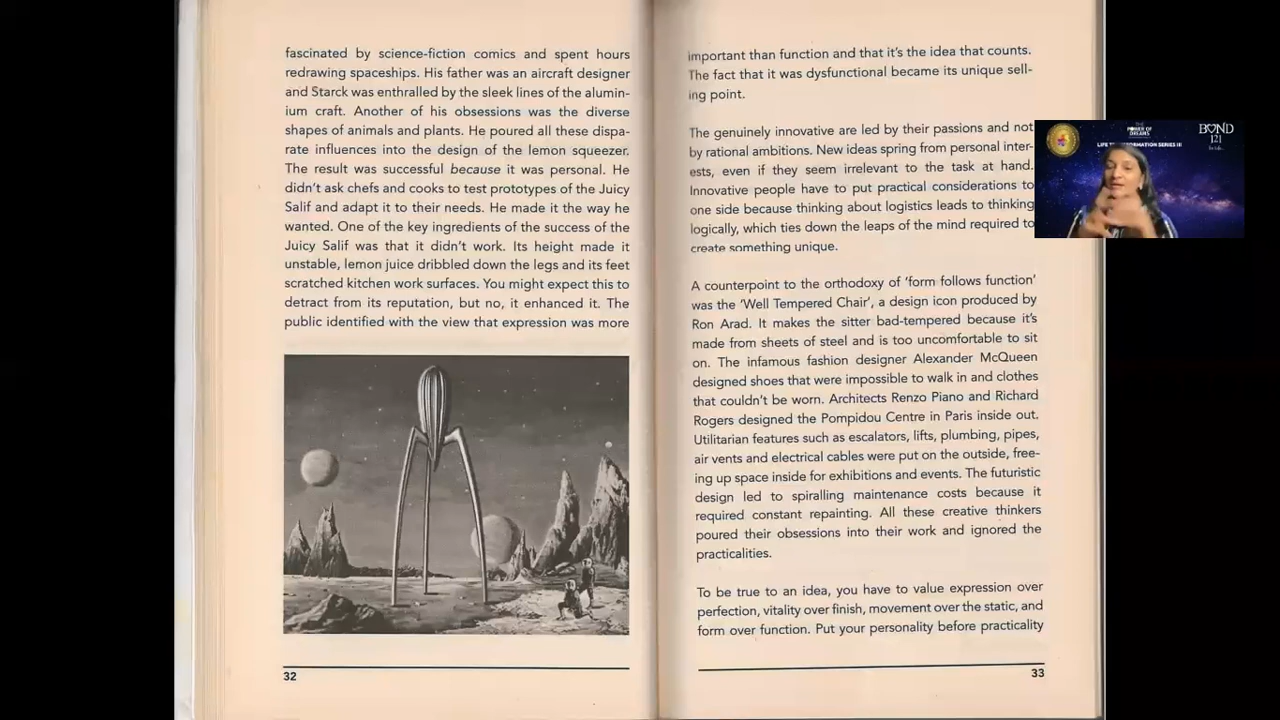 fascinated by science-fiction comics and spent hours
redrawing spaceships. His father was an aircraft designer
and Starck was enthralled by the sleek lines of the alumin-
ium craft. Another of his obsessions was the diverse
shapes of animals and plants. He poured all these dispa-
rate influences into the design of the lemon squeezer.
The result was successful because it was personal. He
didn't ask chefs and cooks to test prototypes of the Juicy
Salif and adapt it to their needs. He made it the way he
wanted. One of the key ingredients of the success of the
Juicy Salif was that it didn't work. Its height made it
unstable, lemon juice dribbled down the legs and its feet
scratched kitchen work surfaces. You might expect this to
detract from its reputation, but no, it enhanced it. The
public identified with the view that expression was more
32
important than function and that it's the idea that counts.
The fact that it was dysfunctional became its unique sell-
ing point.
The genuinely innovative are led by their passions and not
by rational ambitions. New ideas spring from personal inter-
ests, even if they seem irrelevant to the task at hand.
Innovative people have to put practical considerations to
one side because thinking about logistics leads to thinking
logically, which ties down the leaps of the mind required to
create something unique.
A counterpoint to the orthodoxy of 'form follows function'
was the 'Well Tempered Chair', a design icon produced by
Ron Arad. It makes the sitter bad-tempered because it's
made from sheets of steel and is too uncomfortable to sit
on. The infamous fashion designer Alexander McQueen
designed shoes that were impossible to walk in and clothes
that couldn't be worn. Architects Renzo Piano and Richard
Rogers designed the Pompidou Centre in Paris inside out.
Utilitarian features such as escalators, lifts, plumbing, pipes,
air vents and electrical cables were put on the outside, free-
ing up space inside for exhibitions and events. The futuristic
design led to spiralling maintenance costs because it
required constant repainting. All these creative thinkers
poured their obsessions into their work and ignored the
practicalities.
To be true to an idea, you have to value expression over
perfection, vitality over finish, movement over the static, and
form over function. Put your personality before practicality
33
THE
POWER
OF DREAMS
BOND
121
LIFE SERIES III